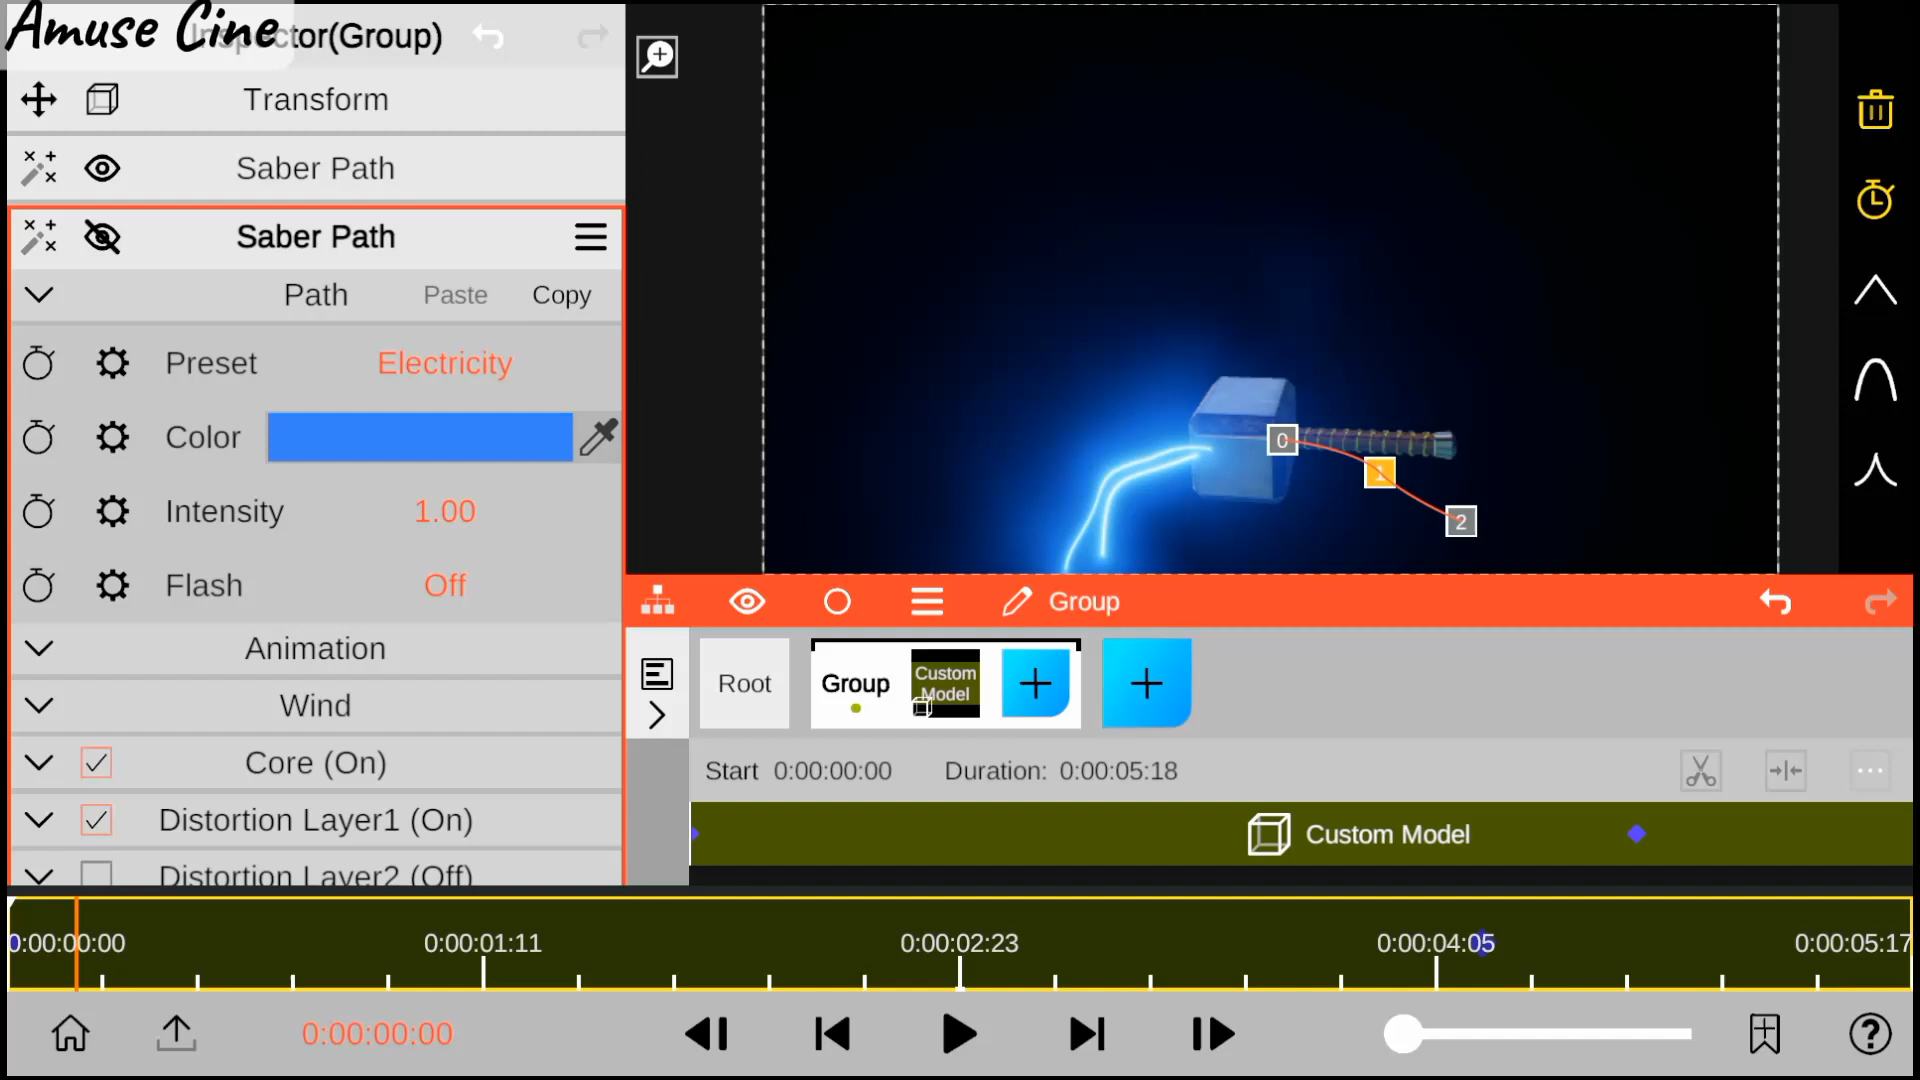 Amuse Cine
Inspector(Group)
Transform
Saber Path
Saber Path
Path Paste Copy
Preset Electricity
Color
Intensity 1.00
Flash Off
Animation
Wind
Core (On)
Distortion Layer1 (On)
Distortion Layer2 (Off)
0
1
2
Group
Root
Group
Custom
Model
Start 0:00:00:00 Duration: 0:00:05:18
Custom Model
0:00:00:00 0:00:01:11 0:00:02:23 0:00:04:05 0:00:05:17
0:00:00:00